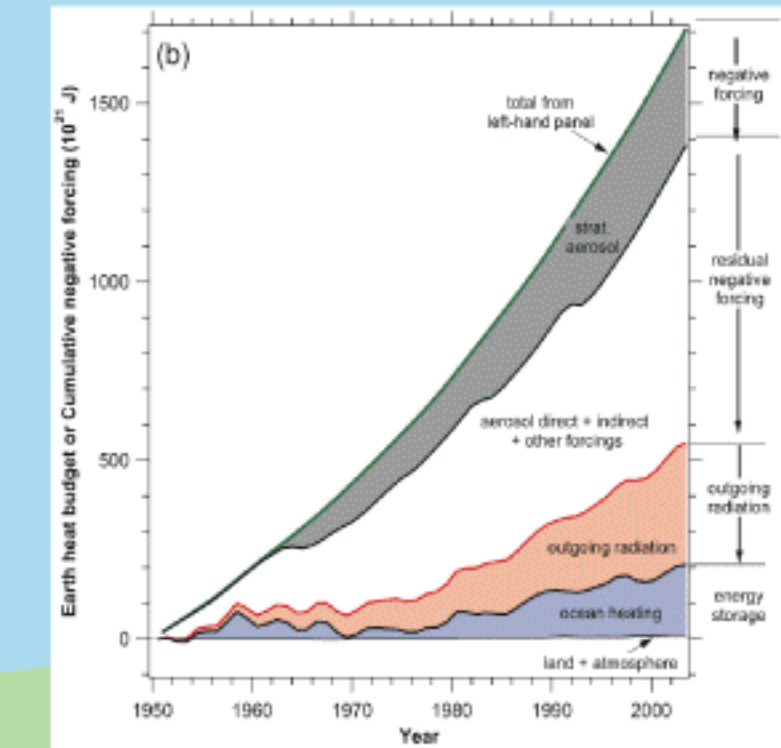 (b)
Earth heat budget or Cumulative negative forcing (10²¹ J)
1500
1000
500
0
total from
left-hand panel
strat.
aerosol
aerosol direct + indirect
+ other forcings
outgoing radiation
ocean heating
land + atmosphere
negative
forcing
residual
negative
forcing
outgoing
radiation
energy
storage
1950
1960
1970
1980
1990
2000
Year